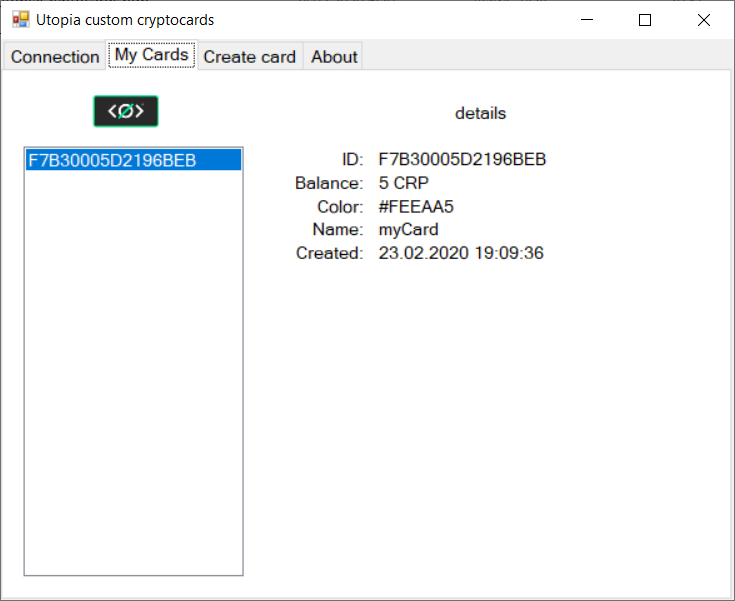 Utopia custom cryptocards
Connection My Cards Create card About
<Ø>
details
F7B30005D2196BEB
ID: F7B30005D2196BEB
Balance: 5 CRP
Color: #FEEAA5
Name: myCard
Created: 23.02.2020 19:09:36